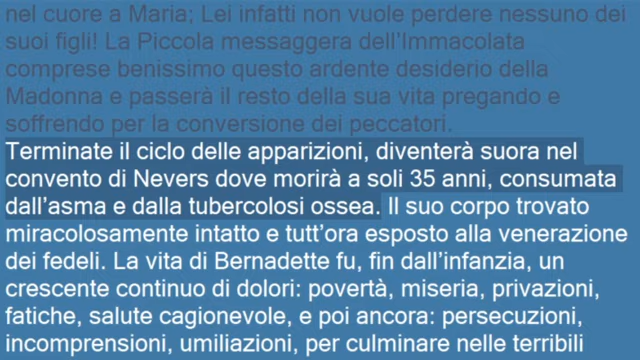 nel cuore a Maria; Lei infatti non vuole perdere nessuno dei
suoi figli! La Piccola messaggera dell'Immacolata
comprese benissimo questo ardente desiderio della
Madonna e passerà il resto della sua vita pregando e
soffrendo per la conversione dei peccatori.
Terminate il ciclo delle apparizioni, diventerà suora nel
convento di Nevers dove morirà a soli 35 anni, consumata
dall'asma e dalla tubercolosi ossea. Il suo corpo trovato
miracolosamente intatto e tutt'ora esposto alla venerazione
dei fedeli. La vita di Bernadette fu, fin dall'infanzia, un
crescente continuo di dolori: povertà, miseria, privazioni,
fatiche, salute cagionevole, e poi ancora: persecuzioni,
incomprensioni, umiliazioni, per culminare nelle terribili